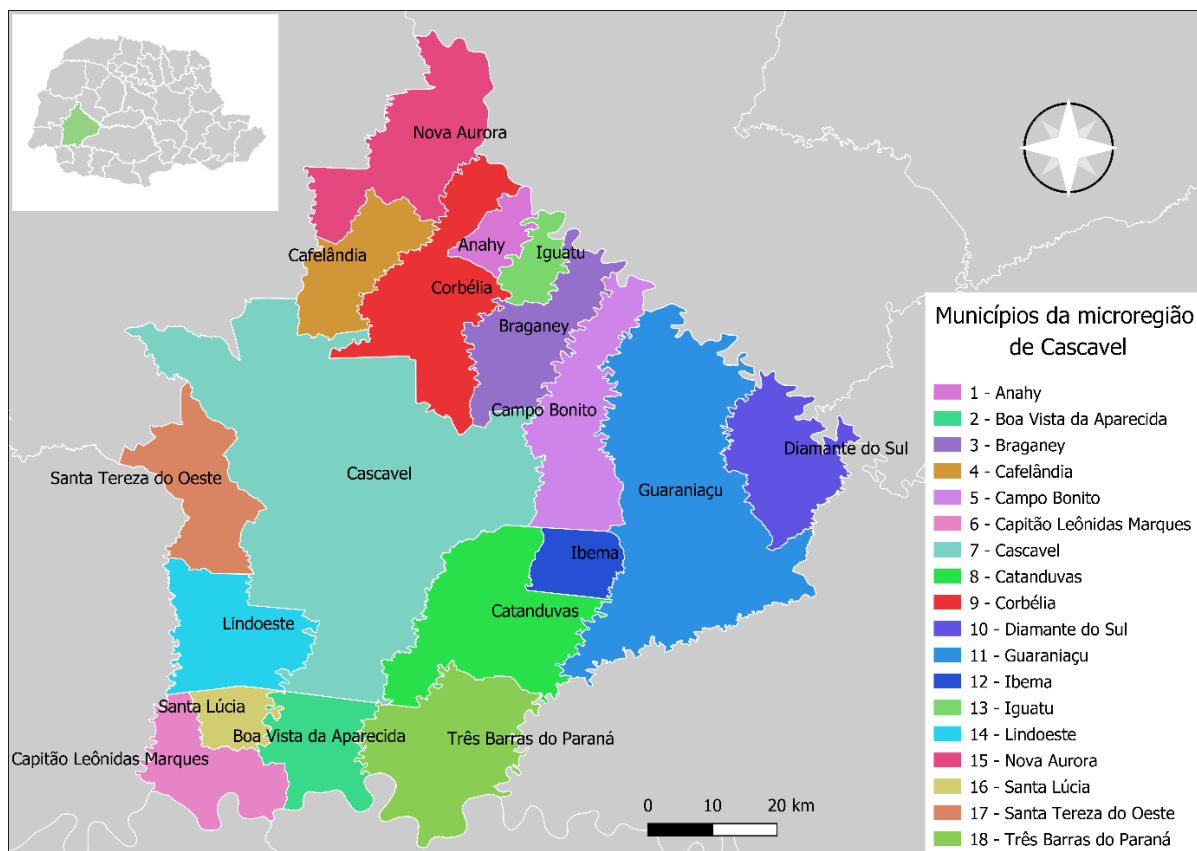 Nova Aurora
Anahy
Iguatu
Cafelândia
Corbélia
Braganey
Campo Bonito
Diamante do Sul
Cascavel
Santa Tereza do Oeste
Guaraniaçu
Ibema
Catanduvas
Lindoeste
Santa Lúcia
Boa Vista da Aparecida
Três Barras do Paraná
Capitão Leônidas Marques
0 10 20 km
Municípios da microregião
de Cascavel
1 - Anahy
2 - Boa Vista da Aparecida
3 - Braganey
4 - Cafelândia
5 - Campo Bonito
6 - Capitão Leônidas Marques
7 - Cascavel
8 - Catanduvas
9 - Corbélia
10 - Diamante do Sul
11 - Guaraniaçu
12 - Ibema
13 - Iguatu
14 - Lindoeste
15 - Nova Aurora
16 - Santa Lúcia
17 - Santa Tereza do Oeste
18 - Três Barras do Paraná